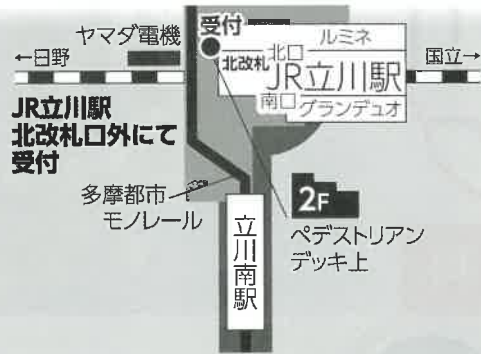 受付
ルミネ
ヤマダ電機
北口
←日野
北改札
国立→
JR立川駅
南口
グランデュオ
JR立川駅
北改札口外にて
受付
多摩都市
モノレール
2F
立川南駅
ペデストリアン
デッキ上